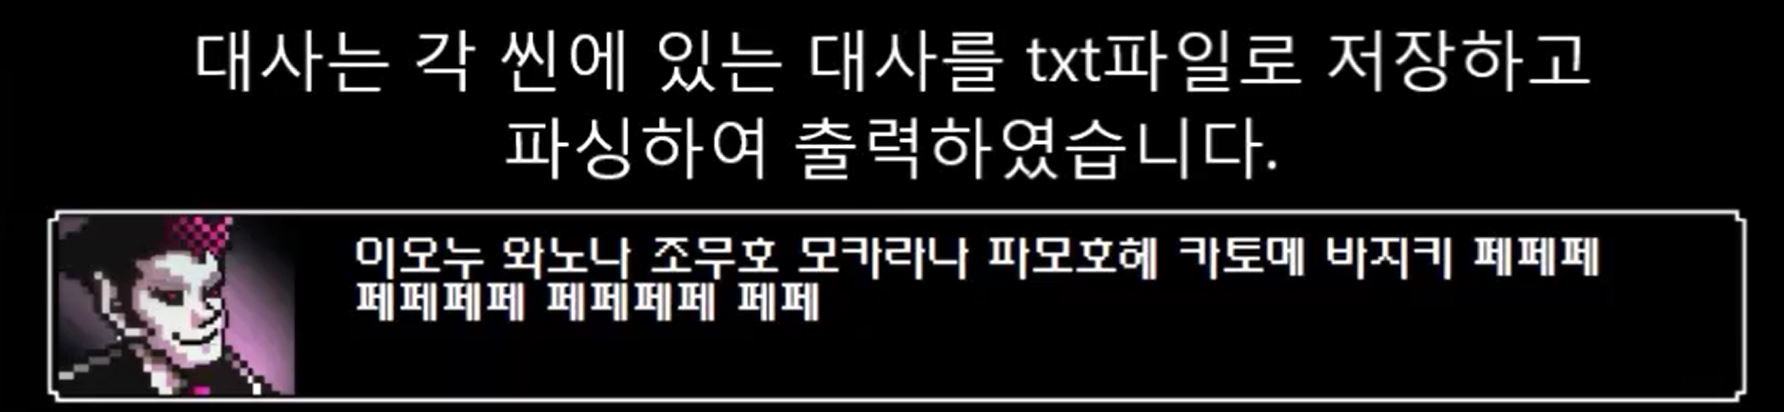 대사는 각 씬에 있는 대사를 txt파일로 저장하고
파싱하여 출력하였습니다.
이오누 와노나 조무호 모카라나 파모호헤 카토메 바지키 페페페
페페페페 페페페페 페페